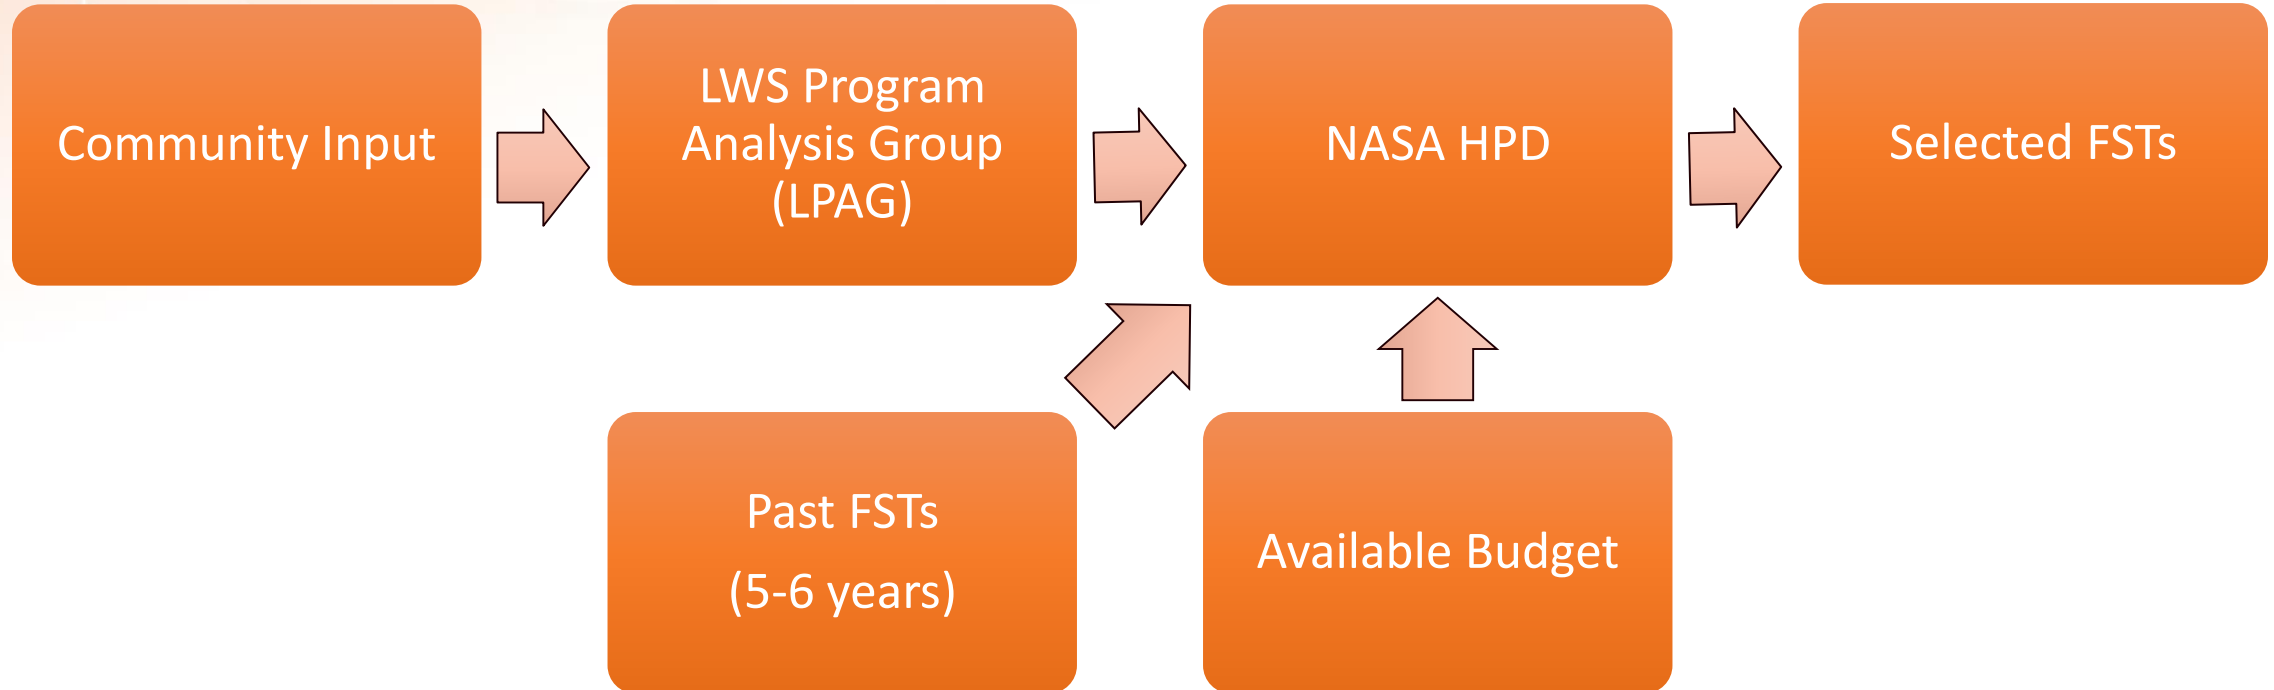 Community Input
LWS Program
Analysis Group
(LPAG)
NASA HPD
Selected FSTs
Past FSTs
(5-6 years)
Available Budget